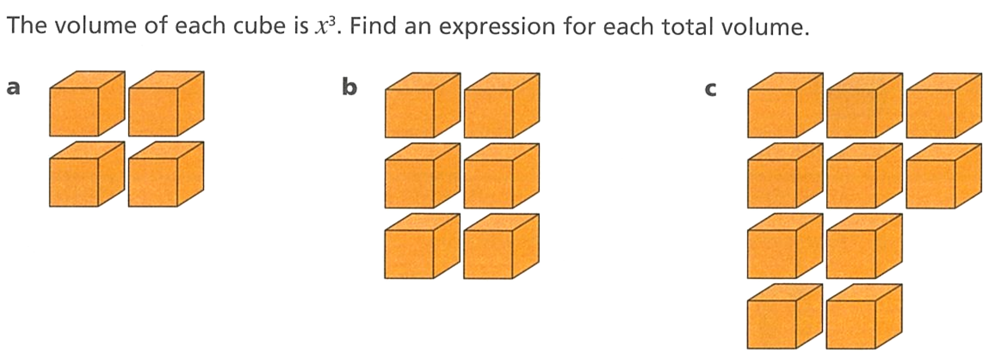 The volume of each cube is x³. Find an expression for each total volume.
a b c